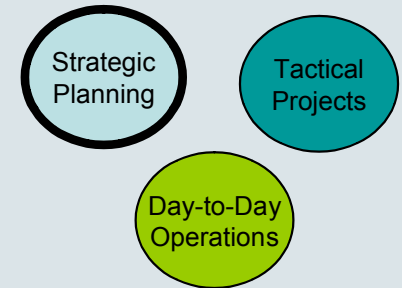 Strategic
Planning
Tactical
Projects
Day-to-Day
Operations